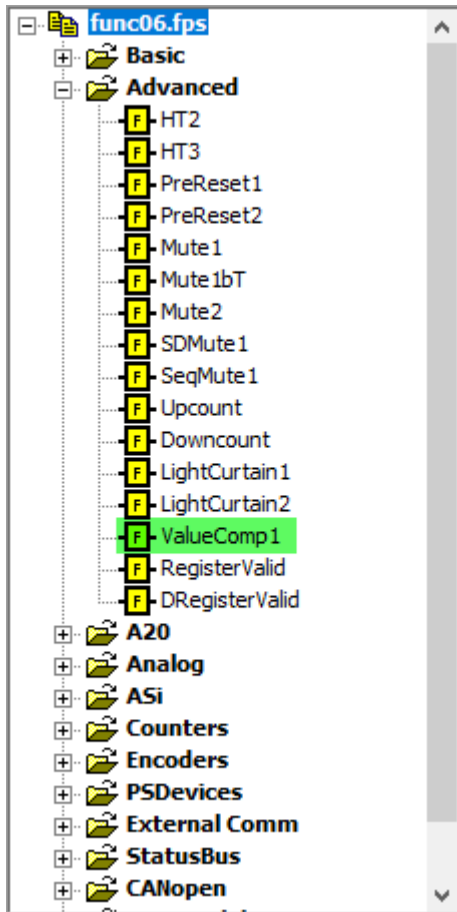 func06.fps
Basic
Advanced
F HT2
F HT3
F PreReset1
F PreReset2
F Mute1
F Mute1bT
F Mute2
F SDMute1
F SeqMute1
F Upcount
F Downcount
F LightCurtain1
F LightCurtain2
F ValueComp1
F RegisterValid
F DRegisterValid
A20
Analog
ASi
Counters
Encoders
PSDevices
External Comm
StatusBus
CANopen